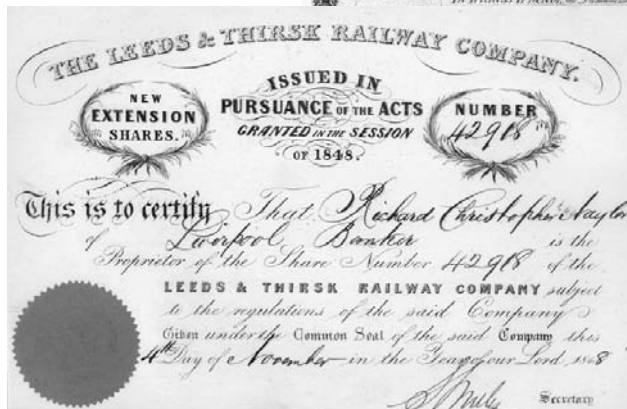 THE LEEDS & THIRSK RAILWAY COMPANY.
NEW EXTENSION SHARES.
ISSUED IN
PURSUANCE OF THE ACTS
GRANTED IN THE SESSION
OF 1848.
NUMBER
42918
This is to certify That Richard Christopher Naylor
of Liverpool, Banker is the
Proprietor of the Share Number 42918 of the
LEEDS & THIRSK RAILWAY COMPANY subject
to the regulations of the said Company
Given under the Common Seal of the said Company this
4th Day of November in the Year of our Lord 1848
Secretary